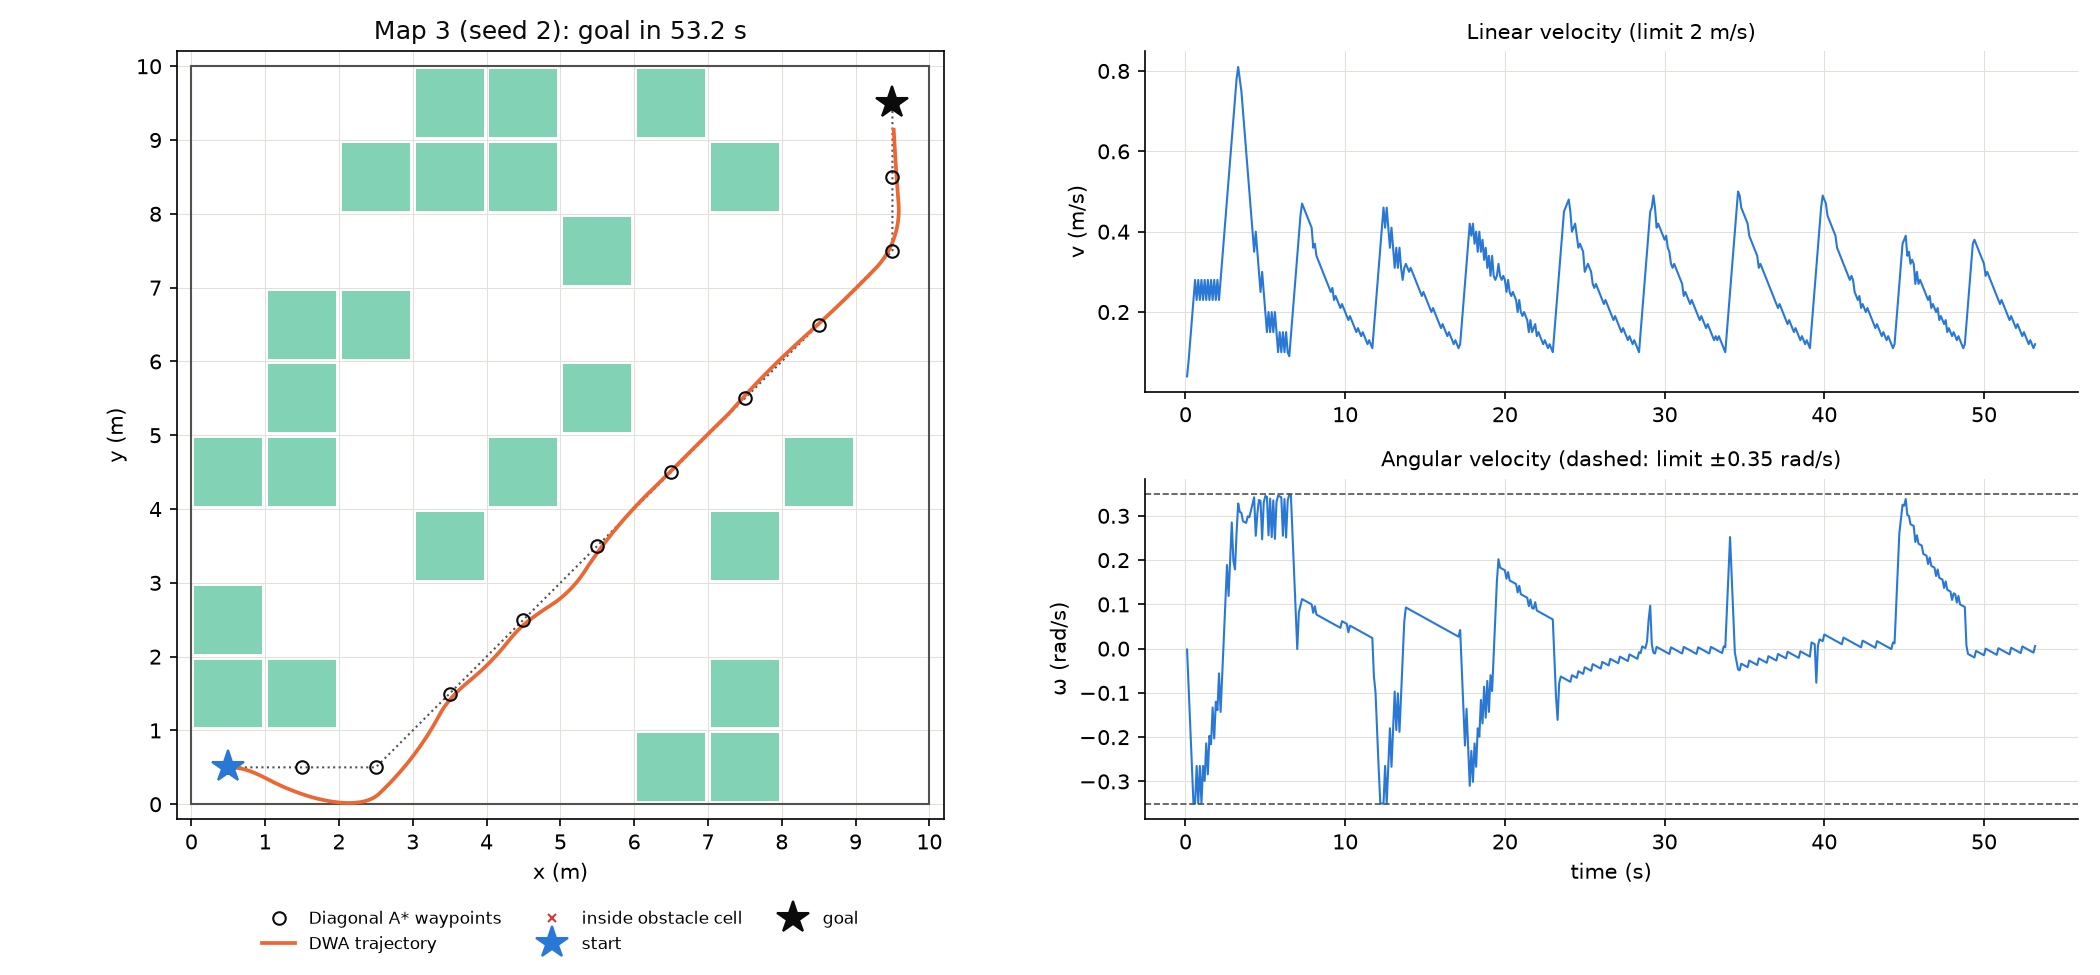 Map 3 (seed 2): goal in 53.2 s
10
9
8
7
6
5
4
3
2
1
0
y (m)
0 1 2 3 4 5 6 7 8 9 10
x (m)
Diagonal A* waypoints
DWA trajectory
inside obstacle cell
start
goal
Linear velocity (limit 2 m/s)
0.8
0.6
0.4
0.2
v (m/s)
0 10 20 30 40 50
Angular velocity (dashed: limit ±0.35 rad/s)
0.3
0.2
0.1
0.0
−0.1
−0.2
−0.3
ω (rad/s)
0 10 20 30 40 50
time (s)